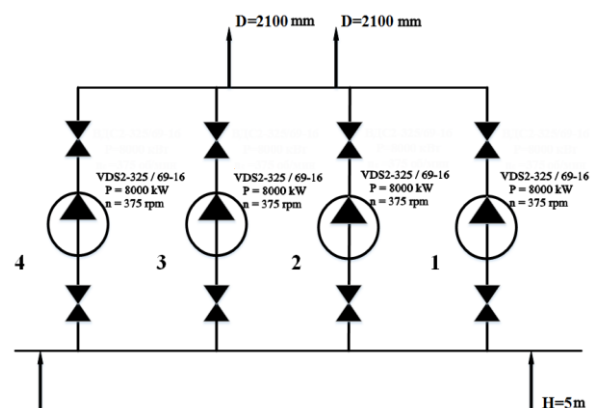 D=2100 mm
D=2100 mm
VDS2-325 / 69-16
P = 8000 kW
n = 375 rpm
VDS2-325 / 69-16
P = 8000 kW
n = 375 rpm
VDS2-325 / 69-16
P = 8000 kW
n = 375 rpm
VDS2-325 / 69-16
P = 8000 kW
n = 375 rpm
4
3
2
1
H=5m